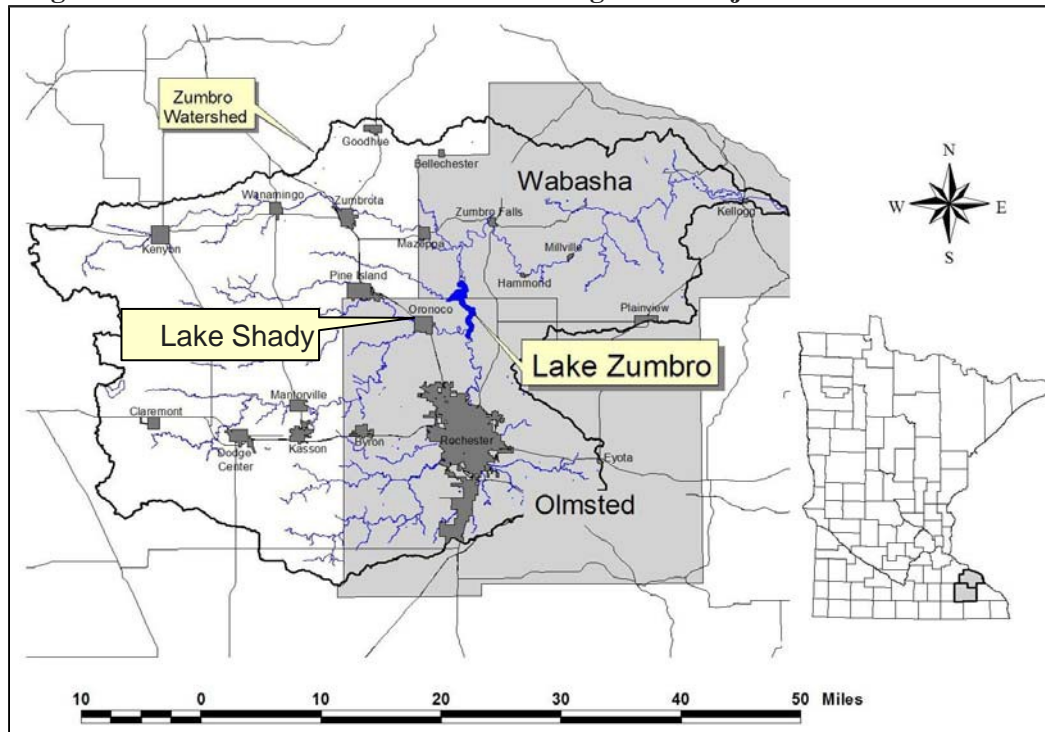 Zumbro
Watershed
Goodhue
Bellechester
Wabasha
Wanamingo
Zumbrota
Zumbro Falls
Kellogg
Kenyon
Mazeppa
Millville
Hammond
Pine Island
Oronoco
Plainview
Lake Shady
Lake Zumbro
Mantorville
Claremont
Dodge
Center
Kasson
Byron
Rochester
Eyota
Olmsted
N
W
E
S
10 0 10 20 30 40 50 Miles